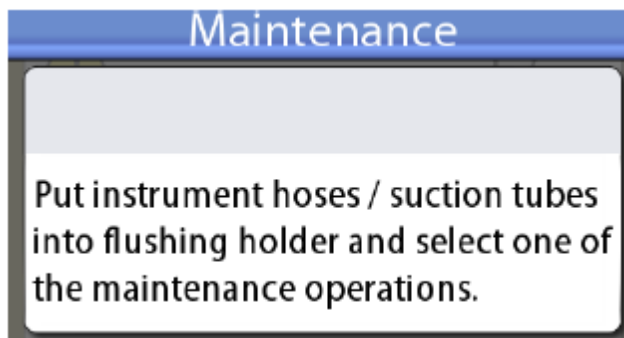 Maintenance
Put instrument hoses / suction tubes
into flushing holder and select one of
the maintenance operations.